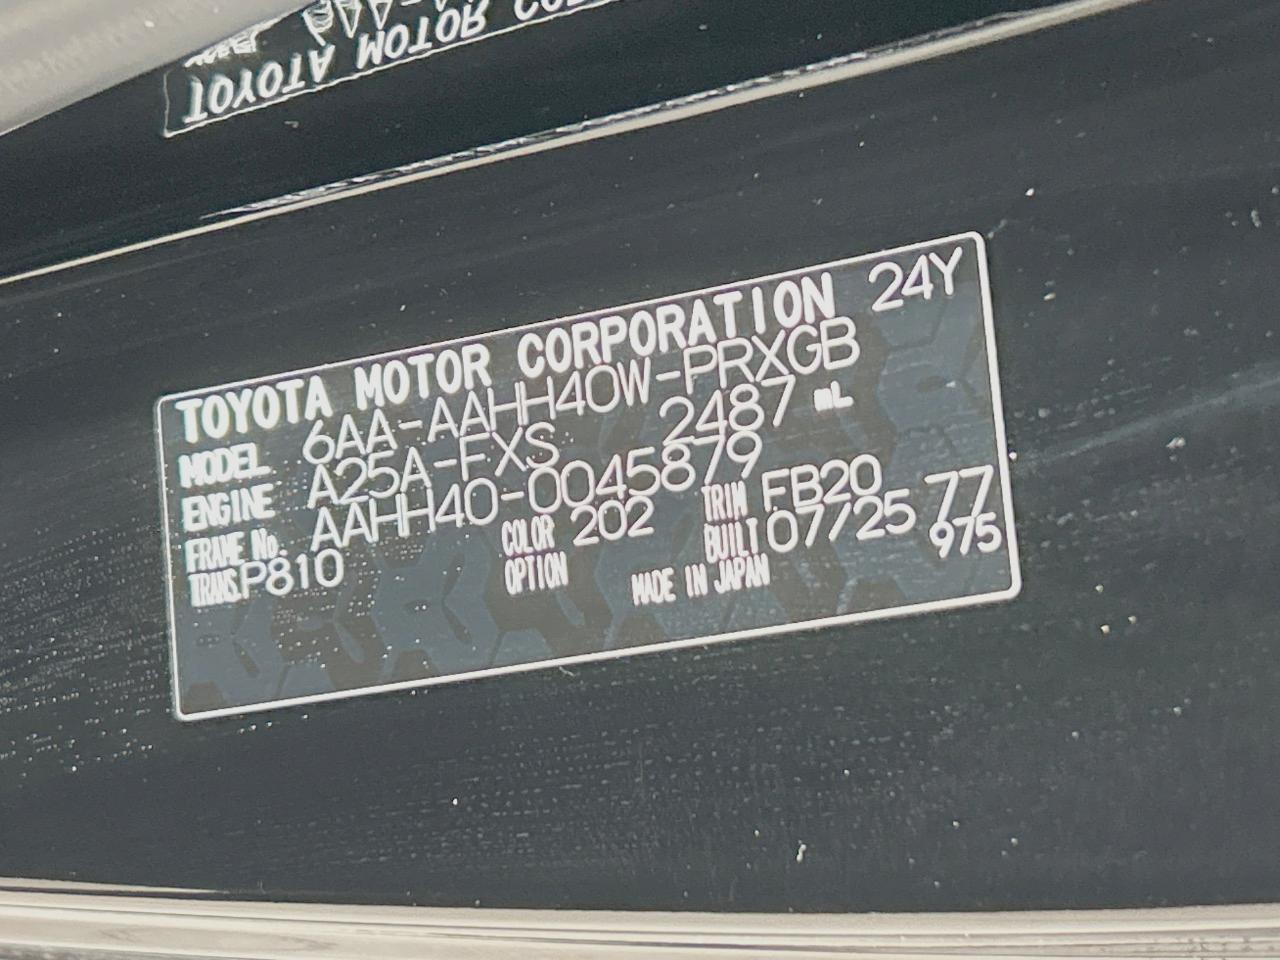 TOYOTA MOTOR CO
TOYOTA MOTOR CORPORATION 24Y
MODEL 6AA-AAHH40W-PRXGB
ENGINE A25A-FXS 2487 mL
FRAME No. AAHH40-0045879
COLOR 202 TRIM FB20 77
TRANS. P810 OPTION BUILT 07/25 975
MADE IN JAPAN